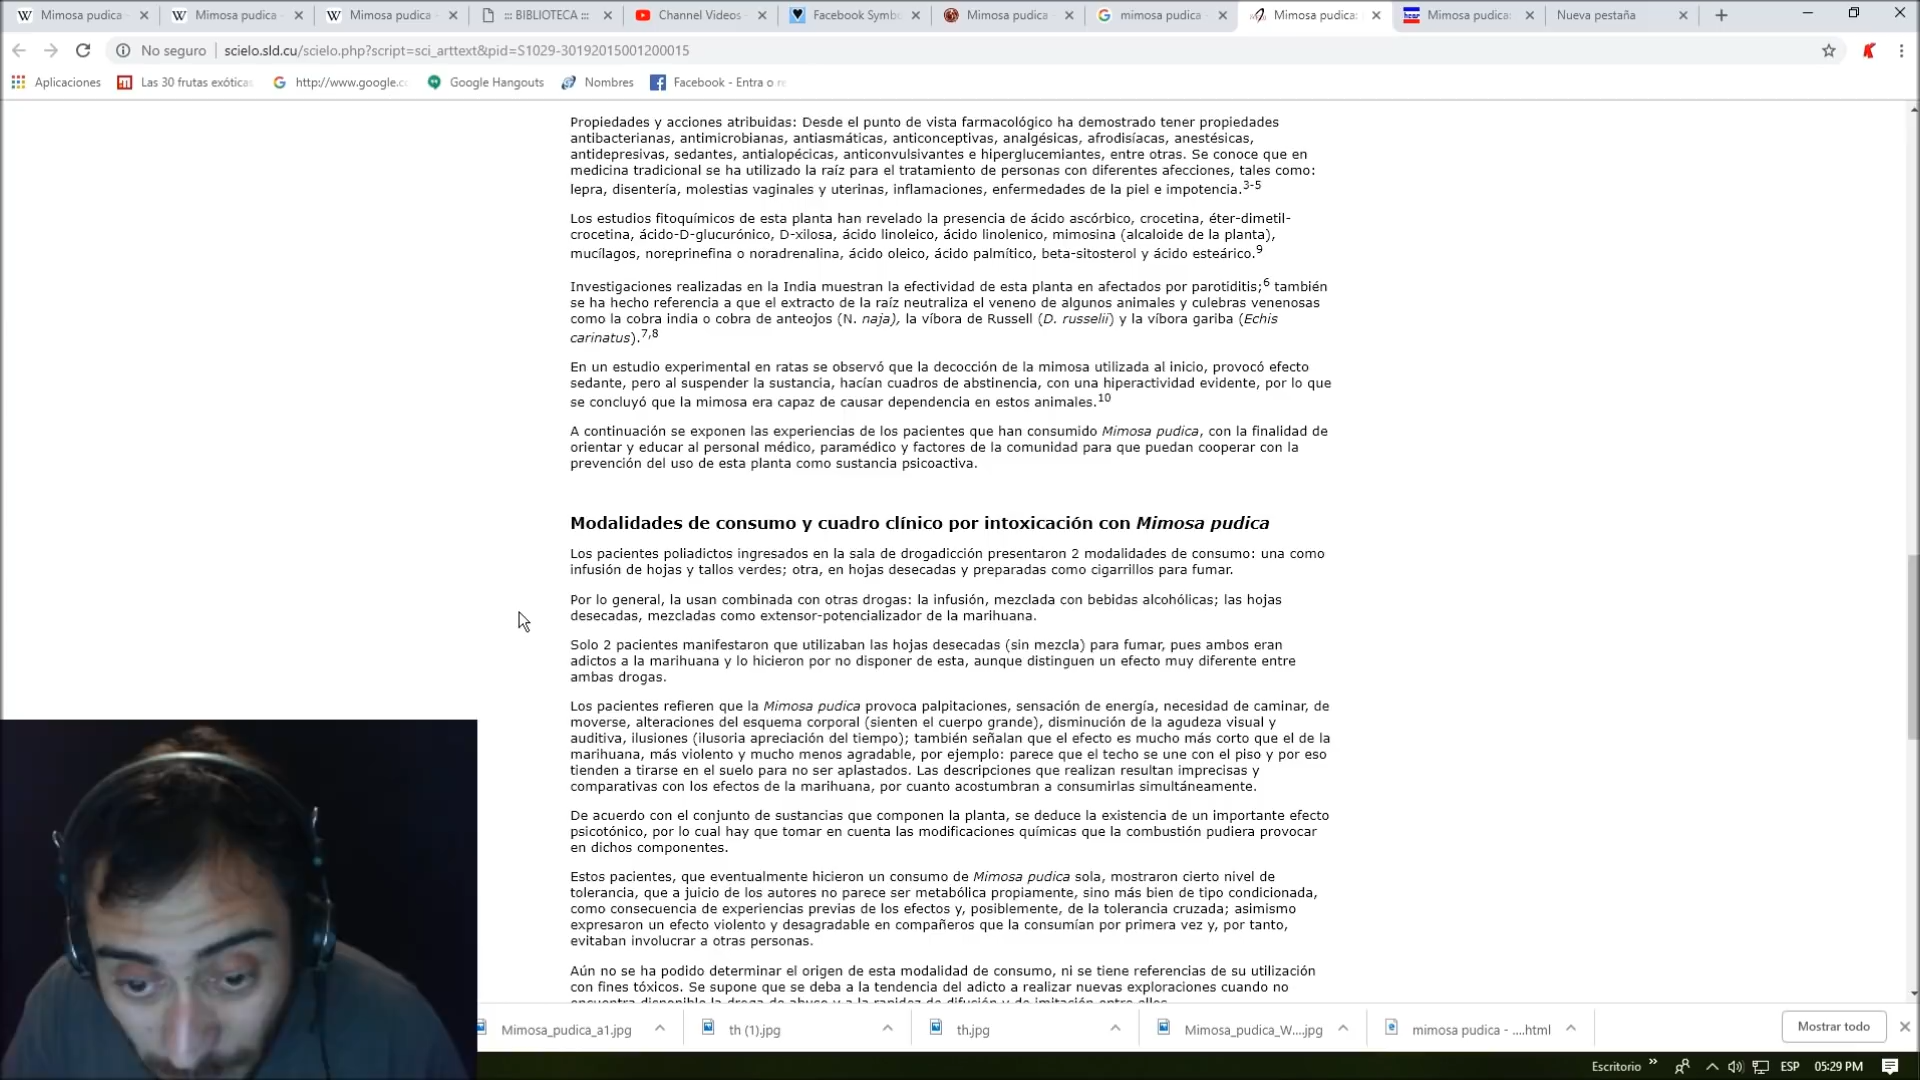 Mimosa pudica -
Mimosa pudica -
Mimosa pudica -
::: BIBLIOTECA :::
Channel Videos -
Facebook Symbo
Mimosa pudica -
mimosa pudica -
Mimosa pudica:
Mimosa pudica:
Nueva pestaña
No seguro
scielo.sld.cu/scielo.php?script=sci_arttext&pid=S1029-30192015001200015
Aplicaciones
Las 30 frutas exóticas
http://www.google.cc
Google Hangouts
Nombres
Facebook - Entra o re
Propiedades y acciones atribuidas: Desde el punto de vista farmacológico ha demostrado tener propiedades
antibacterianas, antimicrobianas, antiasmáticas, anticonceptivas, analgésicas, afrodisíacas, anestésicas,
antidepresivas, sedantes, antialopécicas, anticonvulsivantes e hiperglucemiantes, entre otras. Se conoce que en
medicina tradicional se ha utilizado la raíz para el tratamiento de personas con diferentes afecciones, tales como:
lepra, disentería, molestias vaginales y uterinas, inflamaciones, enfermedades de la piel e impotencia.3-5
Los estudios fitoquímicos de esta planta han revelado la presencia de ácido ascórbico, crocetina, éter-dimetil-
crocetina, ácido-D-glucurónico, D-xilosa, ácido linoleico, ácido linolenico, mimosina (alcaloide de la planta),
mucílagos, noreprinefina o noradrenalina, ácido oleico, ácido palmítico, beta-sitosterol y ácido esteárico.9
Investigaciones realizadas en la India muestran la efectividad de esta planta en afectados por parotiditis;6 también
se ha hecho referencia a que el extracto de la raíz neutraliza el veneno de algunos animales y culebras venenosas
como la cobra india o cobra de anteojos (N. naja), la víbora de Russell (D. russelii) y la víbora gariba (Echis
carinatus).7,8
En un estudio experimental en ratas se observó que la decocción de la mimosa utilizada al inicio, provocó efecto
sedante, pero al suspender la sustancia, hacían cuadros de abstinencia, con una hiperactividad evidente, por lo que
se concluyó que la mimosa era capaz de causar dependencia en estos animales.10
A continuación se exponen las experiencias de los pacientes que han consumido Mimosa pudica, con la finalidad de
orientar y educar al personal médico, paramédico y factores de la comunidad para que puedan cooperar con la
prevención del uso de esta planta como sustancia psicoactiva.
Modalidades de consumo y cuadro clínico por intoxicación con Mimosa pudica
Los pacientes poliadictos ingresados en la sala de drogadicción presentaron 2 modalidades de consumo: una como
infusión de hojas y tallos verdes; otra, en hojas desecadas y preparadas como cigarrillos para fumar.
Por lo general, la usan combinada con otras drogas: la infusión, mezclada con bebidas alcohólicas; las hojas
desecadas, mezcladas como extensor-potencializador de la marihuana.
Solo 2 pacientes manifestaron que utilizaban las hojas desecadas (sin mezcla) para fumar, pues ambos eran
adictos a la marihuana y lo hicieron por no disponer de esta, aunque distinguen un efecto muy diferente entre
ambas drogas.
Los pacientes refieren que la Mimosa pudica provoca palpitaciones, sensación de energía, necesidad de caminar, de
moverse, alteraciones del esquema corporal (sienten el cuerpo grande), disminución de la agudeza visual y
auditiva, ilusiones (ilusoria apreciación del tiempo); también señalan que el efecto es mucho más corto que el de la
marihuana, más violento y mucho menos agradable, por ejemplo: parece que el techo se une con el piso y por eso
tienden a tirarse en el suelo para no ser aplastados. Las descripciones que realizan resultan imprecisas y
comparativas con los efectos de la marihuana, por cuanto acostumbran a consumirlas simultáneamente.
De acuerdo con el conjunto de sustancias que componen la planta, se deduce la existencia de un importante efecto
psicotónico, por lo cual hay que tomar en cuenta las modificaciones químicas que la combustión pudiera provocar
en dichos componentes.
Estos pacientes, que eventualmente hicieron un consumo de Mimosa pudica sola, mostraron cierto nivel de
tolerancia, que a juicio de los autores no parece ser metabólica propiamente, sino más bien de tipo condicionada,
como consecuencia de experiencias previas de los efectos y, posiblemente, de la tolerancia cruzada; asimismo
expresaron un efecto violento y desagradable en compañeros que la consumían por primera vez y, por tanto,
evitaban involucrar a otras personas.
Aún no se ha podido determinar el origen de esta modalidad de consumo, ni se tiene referencias de su utilización
con fines tóxicos. Se supone que se deba a la tendencia del adicto a realizar nuevas exploraciones cuando no
encuentra disponible la droga de abuso y a la rapidez de difusión y de imitación entre ellos.
Mimosa_pudica_a1.jpg
th (1).jpg
th.jpg
Mimosa_pudica_W....jpg
mimosa pudica - ....html
Mostrar todo
Escritorio
ESP
05:29 PM